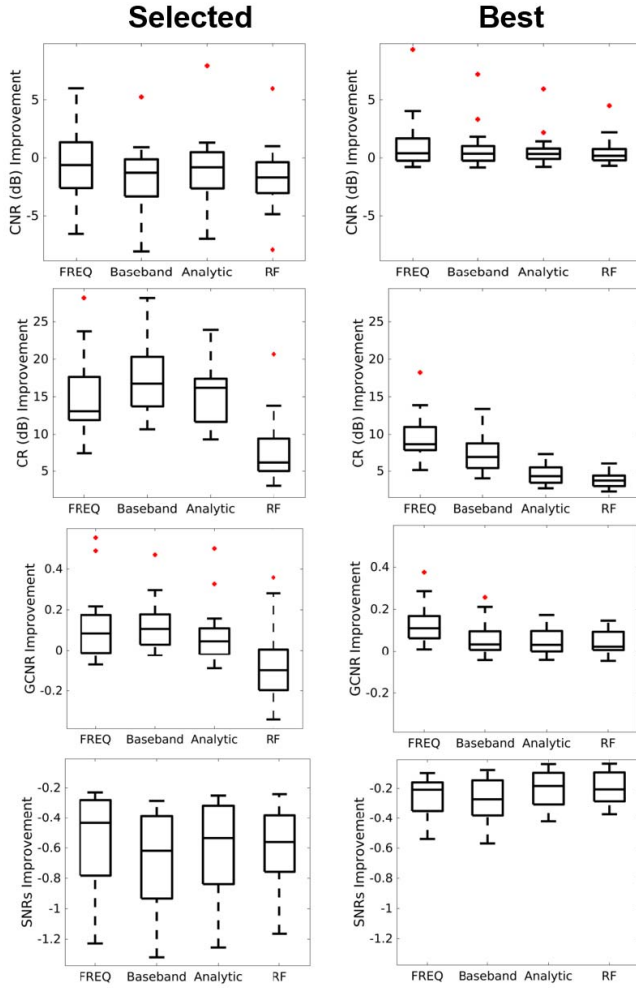 Selected
Best
CNR (dB) Improvement
5
0
-5
FREQ Baseband Analytic RF
CNR (dB) Improvement
5
0
-5
FREQ Baseband Analytic RF
CR (dB) Improvement
25
20
15
10
5
FREQ Baseband Analytic RF
CR (dB) Improvement
25
20
15
10
5
FREQ Baseband Analytic RF
GCNR Improvement
0.4
0.2
0
-0.2
FREQ Baseband Analytic RF
GCNR Improvement
0.4
0.2
0
-0.2
FREQ Baseband Analytic RF
SNRs Improvement
-0.2
-0.4
-0.6
-0.8
-1
-1.2
FREQ Baseband Analytic RF
SNRs Improvement
-0.2
-0.4
-0.6
-0.8
-1
-1.2
FREQ Baseband Analytic RF